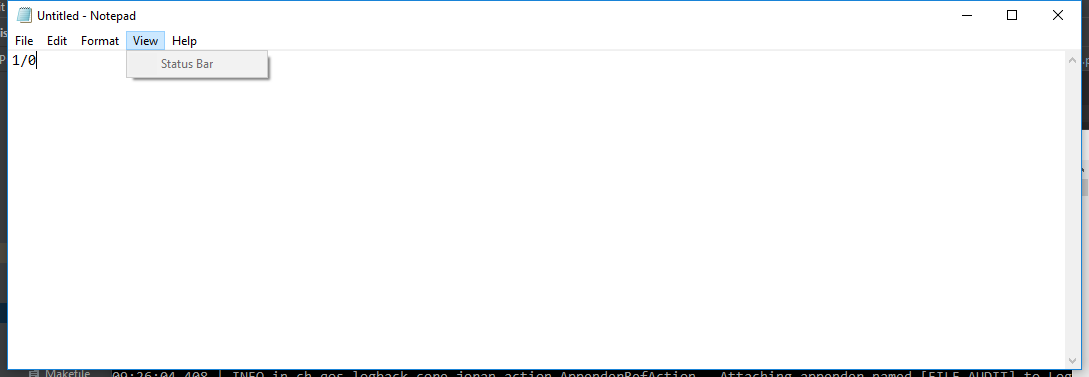 Untitled - Notepad
File Edit Format View Help
1/0
Status Bar
Makefile 09:26:04.408 | INFO in ch.qos.logback.core.joran.action.AppenderRefAction - Attaching appender named [FILE_AUDIT] to Log